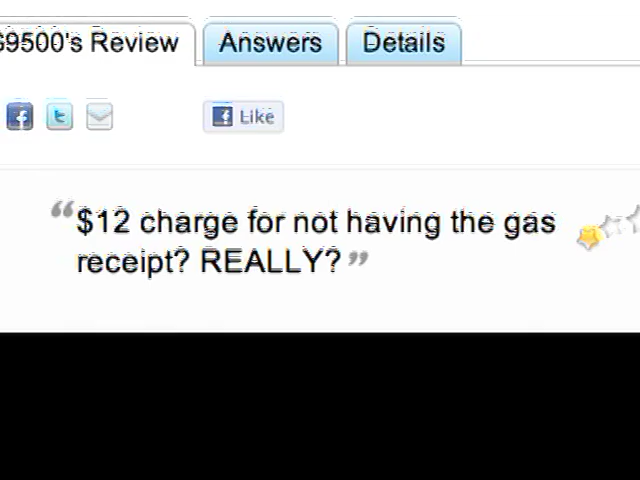 9500's Review Answers Details
Like
“$12 charge for not having the gas
receipt? REALLY?”